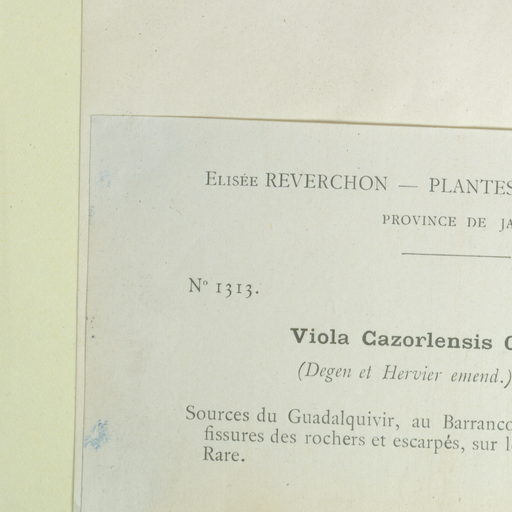 Elisée REVERCHON — PLANTES
PROVINCE DE JA
Nº 1313.
Viola Cazorlensis
(Degen et Hervier emend.)
Sources du Guadalquivir, au Barranco
fissures des rochers et escarpés, sur
Rare.